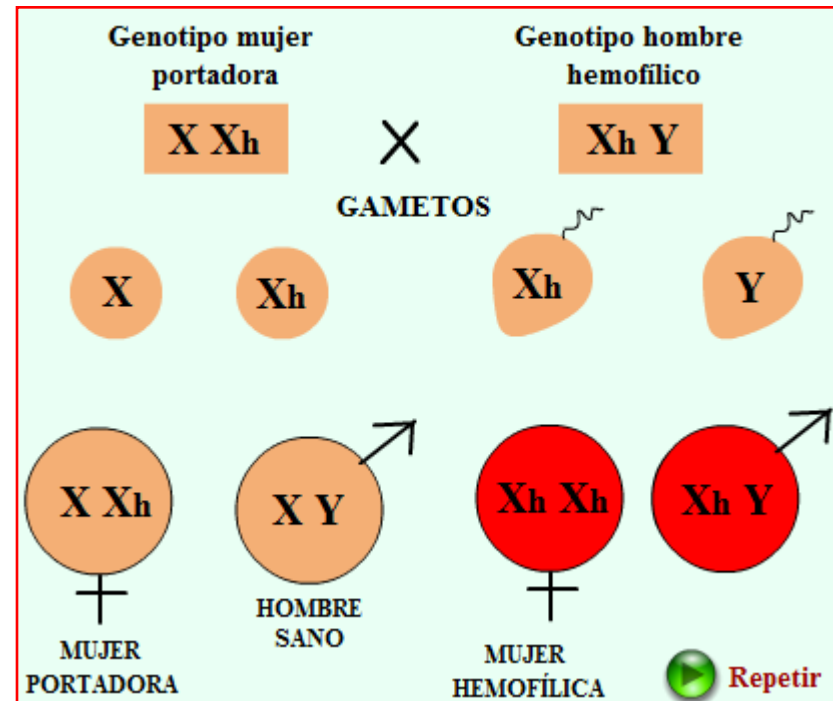 Genotipo mujer
portadora
Genotipo hombre
hemofílico
X Xh
X
Xh Y
GAMETOS
X
Xh
Xh
Y
X Xh
X Y
Xh Xh
Xh Y
HOMBRE
SANO
MUJER
PORTADORA
MUJER
HEMOFÍLICA
Repetir